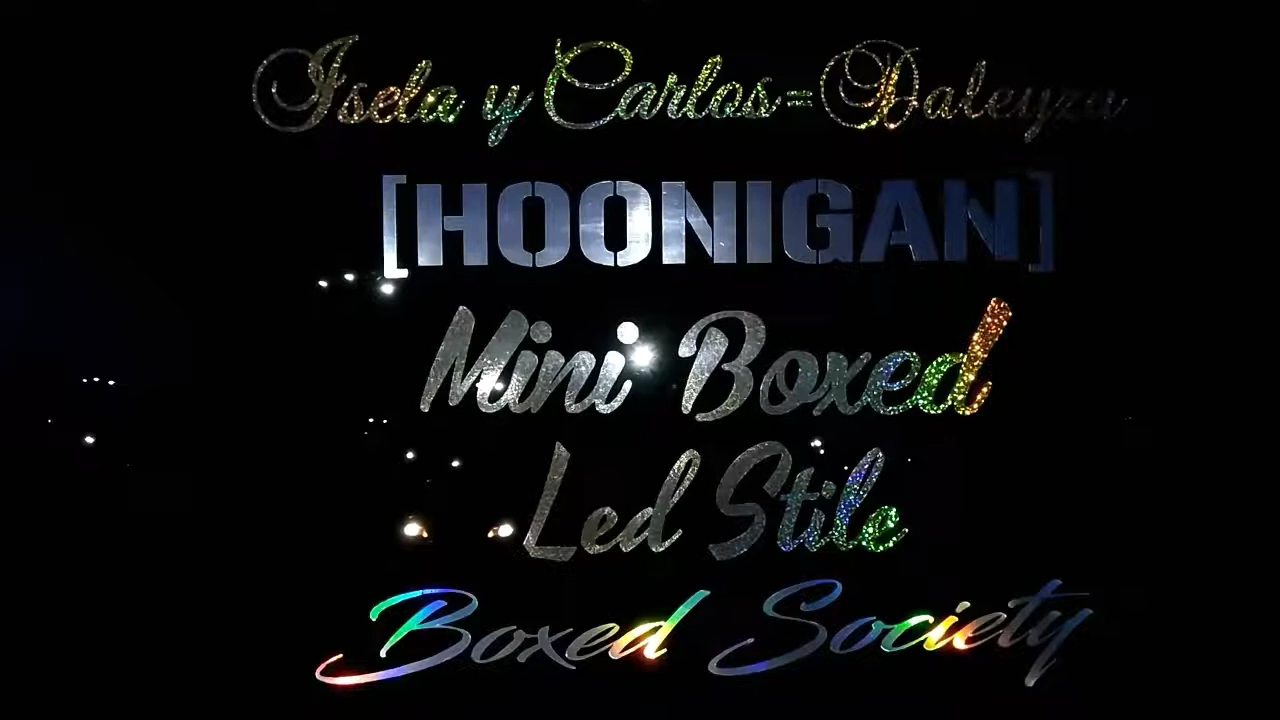 Isela y Carlos=Daleyza
[HOONIGAN]
Mini Boxed
Led Stile
Boxed Society